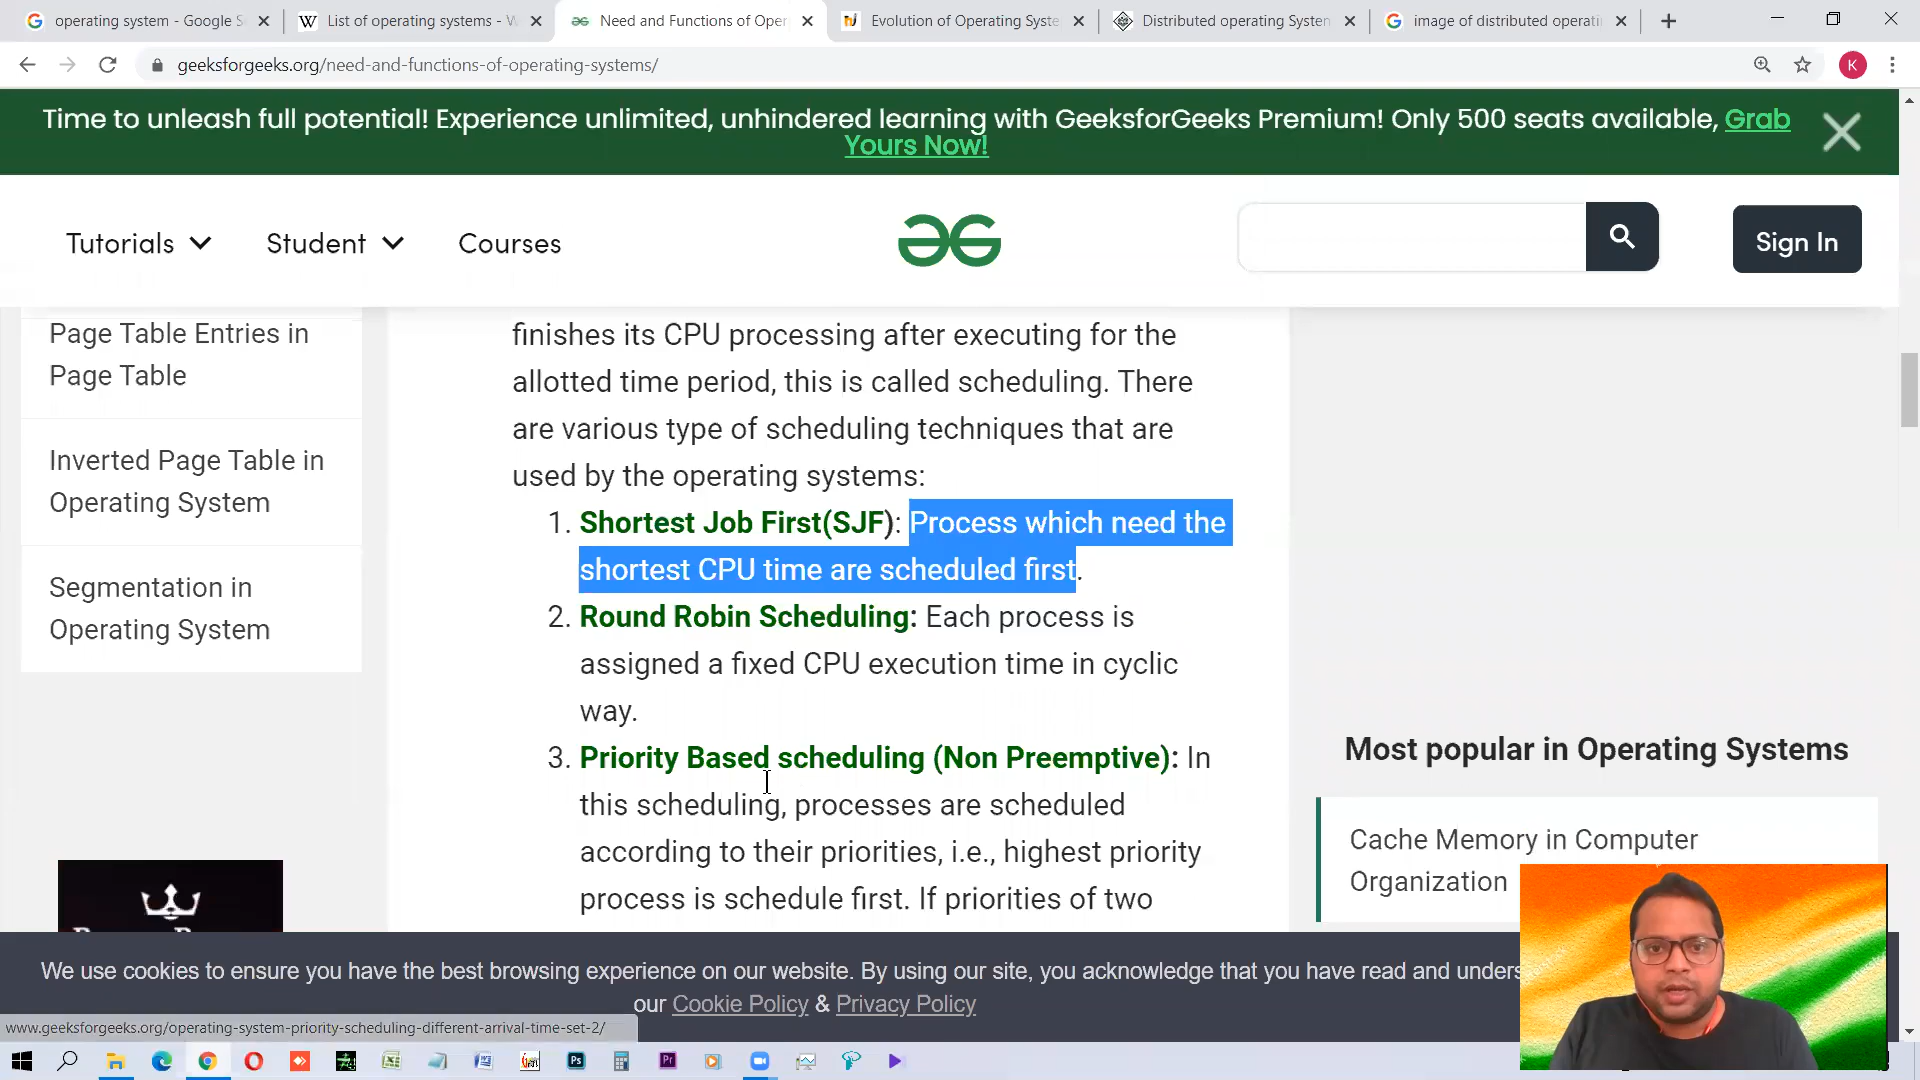 operating system - Google S
List of operating systems - W
Need and Functions of Oper
Evolution of Operating Syste
Distributed operating System
image of distributed operati
geeksforgeeks.org/need-and-functions-of-operating-systems/
K
Time to unleash full potential! Experience unlimited, unhindered learning with GeeksforGeeks Premium! Only 500 seats available, Grab
Yours Now!
Tutorials
Student
Courses
Sign In
Page Table Entries in
Page Table
Inverted Page Table in
Operating System
Segmentation in
Operating System
finishes its CPU processing after executing for the
allotted time period, this is called scheduling. There
are various type of scheduling techniques that are
used by the operating systems:
1. Shortest Job First(SJF): Process which need the
shortest CPU time are scheduled first.
2. Round Robin Scheduling: Each process is
assigned a fixed CPU execution time in cyclic
way.
3. Priority Based scheduling (Non Preemptive): In
this scheduling, processes are scheduled
according to their priorities, i.e., highest priority
process is schedule first. If priorities of two
Most popular in Operating Systems
Cache Memory in Computer
Organization
We use cookies to ensure you have the best browsing experience on our website. By using our site, you acknowledge that you have read and unders
our Cookie Policy & Privacy Policy
www.geeksforgeeks.org/operating-system-priority-scheduling-different-arrival-time-set-2/
Ps
Pr